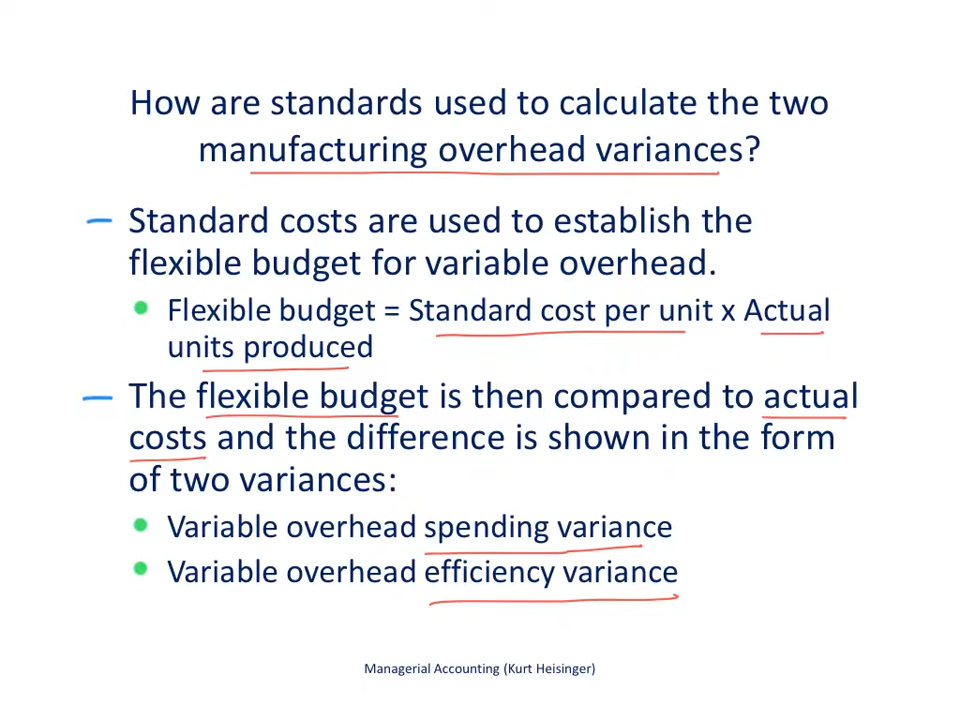 How are standards used to calculate the two
manufacturing overhead variances?
Standard costs are used to establish the
flexible budget for variable overhead.
Flexible budget = Standard cost per unit x Actual
units produced
The flexible budget is then compared to actual
costs and the difference is shown in the form
of two variances:
Variable overhead spending variance
Variable overhead efficiency variance
Managerial Accounting (Kurt Heisinger)